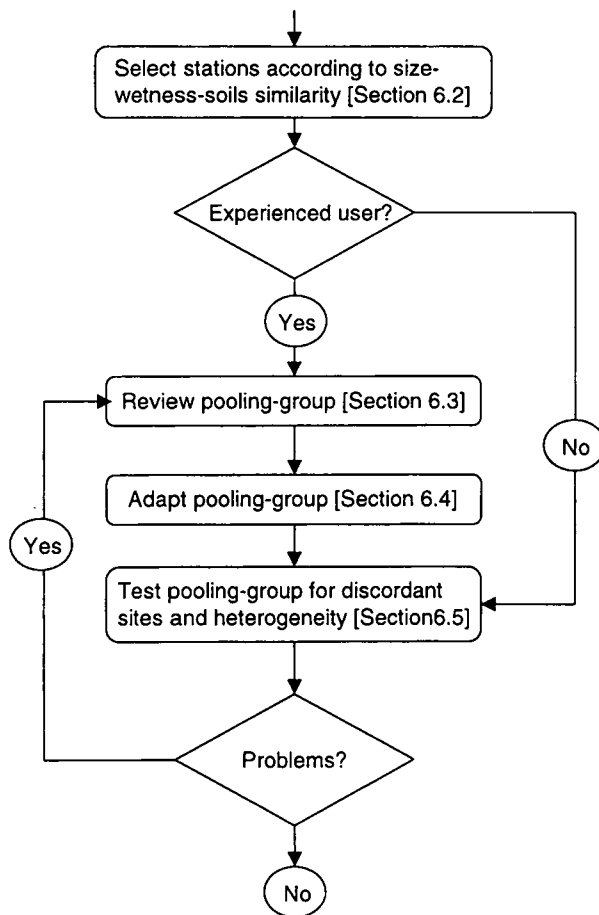 Select stations according to size-
wetness-soils similarity [Section 6.2]
Experienced user?
Yes
Review pooling-group [Section 6.3]
No
Adapt pooling-group [Section 6.4]
Yes
Test pooling-group for discordant
sites and heterogeneity [Section6.5]
Problems?
No